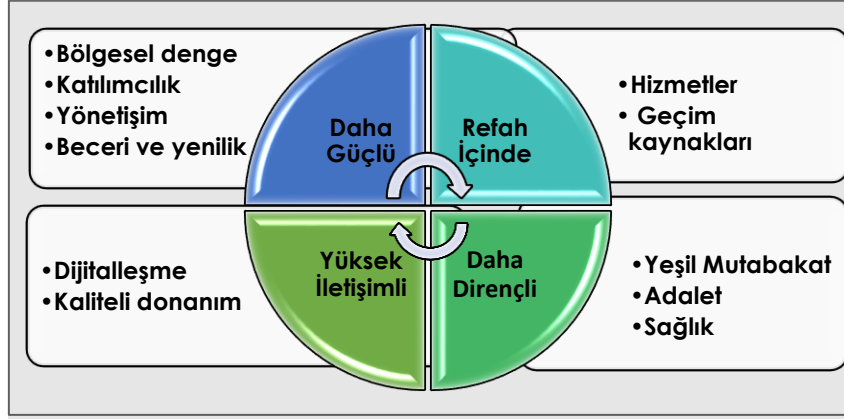 •Bölgesel denge
•Katılımcılık
•Yönetişim
•Beceri ve yenilik
Daha
Güçlü
Refah
İçinde
•Hizmetler
• Geçim
kaynakları
•Dijitalleşme
•Kaliteli donanım
Yüksek
İletişimli
Daha
Dirençli
•Yeşil Mutabakat
•Adalet
•Sağlık